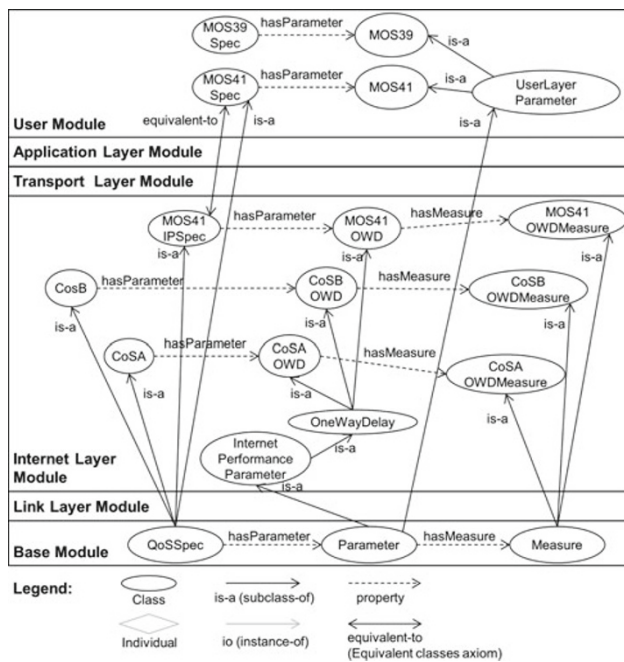 MOS39
Spec
hasParameter
MOS39
is-a
MOS41
Spec
hasParameter
MOS41
is-a
UserLayer
Parameter
User Module
equivalent-to
is-a
is-a
Application Layer Module
Transport Layer Module
MOS41
IPSpec
hasParameter
MOS41
OWD
hasMeasure
MOS41
OWDMeasure
is-a
is-a
is-a
CosB
hasParameter
CoSB
OWD
hasMeasure
CoSB
OWDMeasure
is-a
is-a
is-a
CoSA
hasParameter
CoSA
OWD
hasMeasure
CoSA
OWDMeasure
is-a
is-a
is-a
OneWayDelay
Internet
Performance
Parameter
is-a
is-a
Internet Layer
Module
Link Layer Module
Base Module
QoSSpec
hasParameter
Parameter
hasMeasure
Measure
Legend:
Class
is-a (subclass-of)
property
Individual
io (instance-of)
equivalent-to
(Equivalent classes axiom)